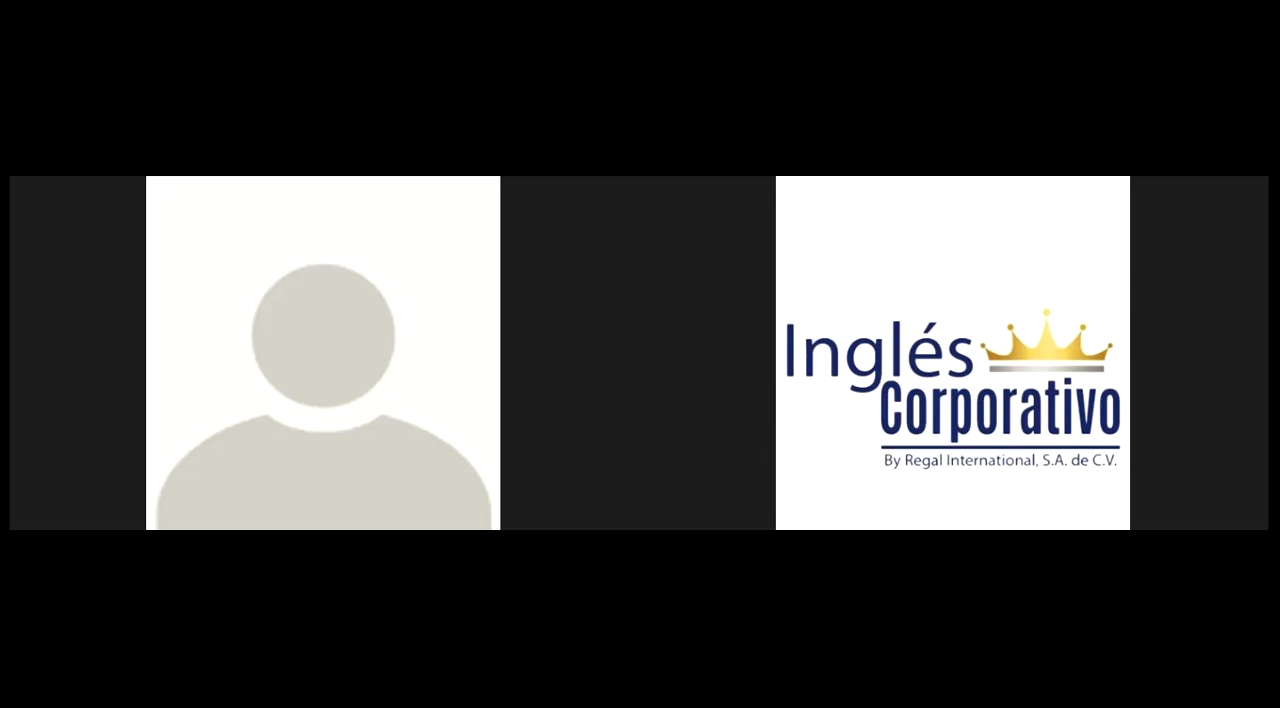 Inglés
Corporativo
By Regal International, S.A. de C.V.